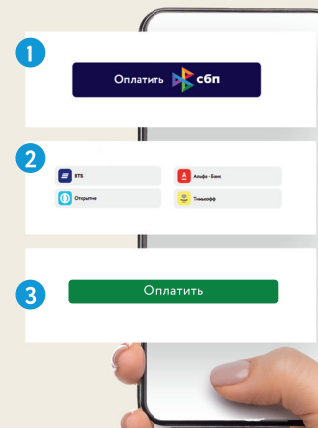 1
Оплатить сбп
2
ВТБ
Альфа-Банк
Открытие
Тинькофф
3
Оплатить